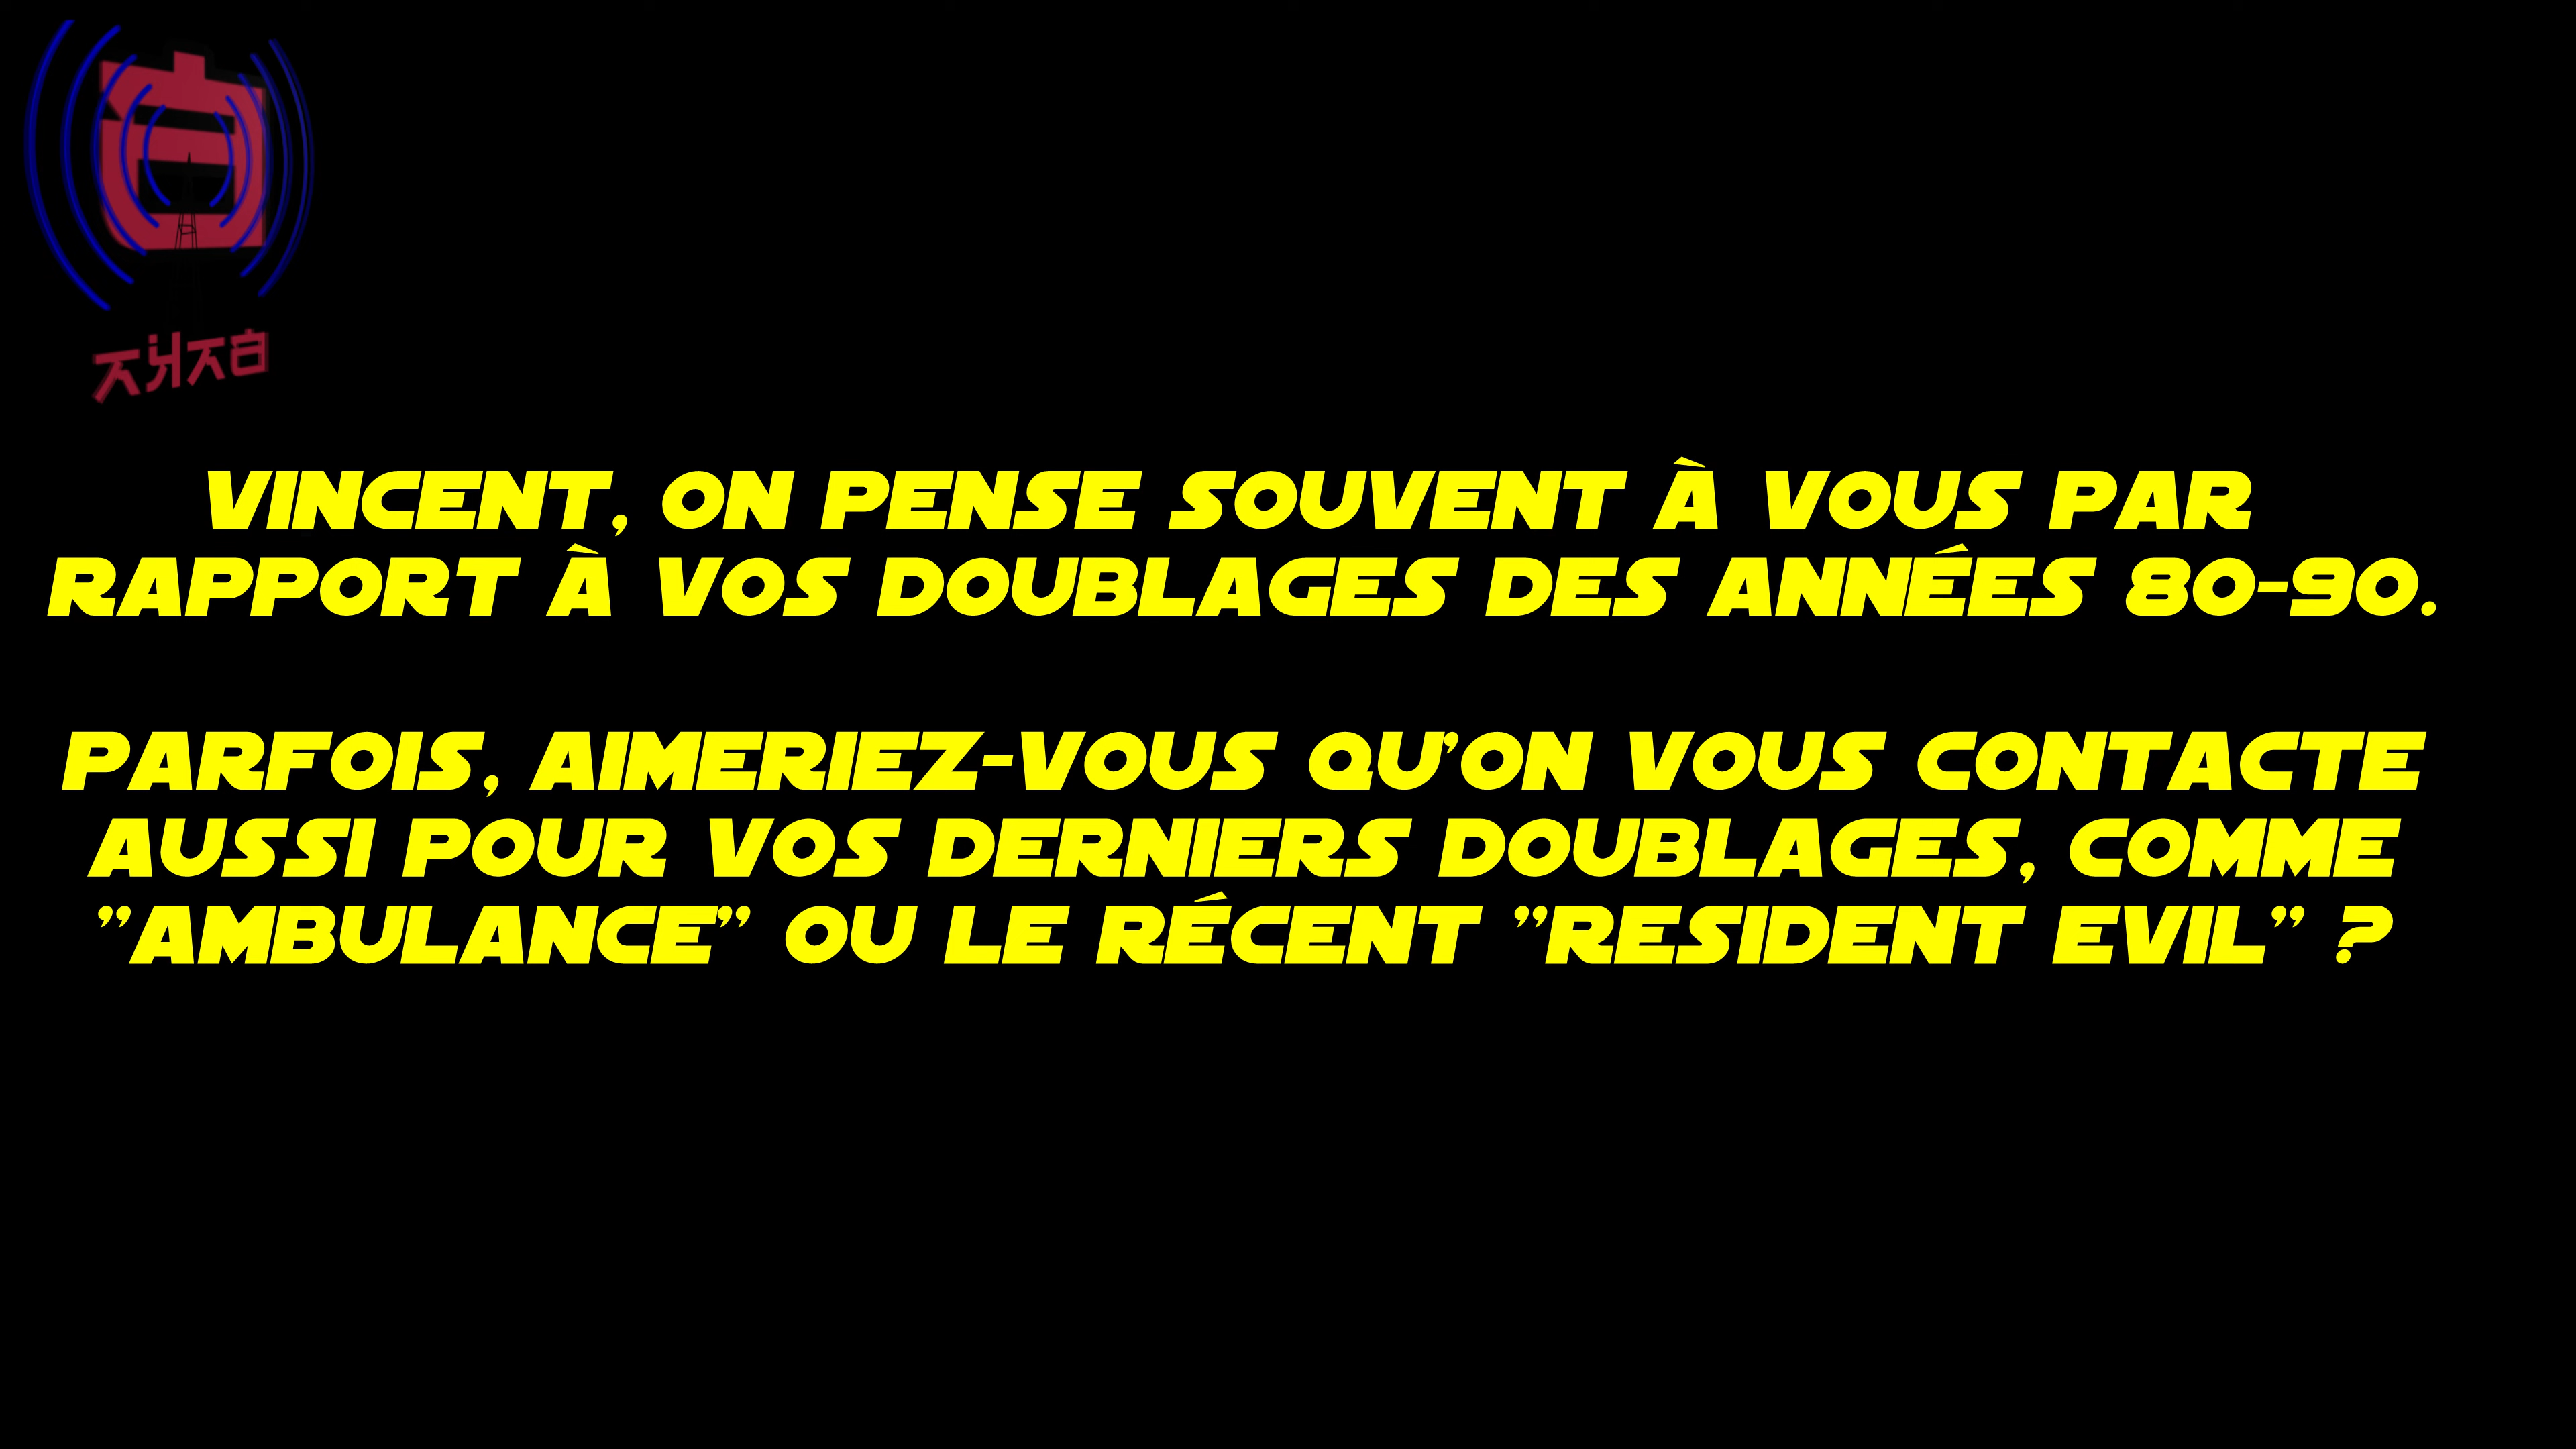 VINCENT, ON PENSE SOUVENT À VOUS PAR
RAPPORT À VOS DOUBLAGES DES ANNÉES 80-90.
PARFOIS, AIMERIEZ-VOUS QU'ON VOUS CONTACTE
AUSSI POUR VOS DERNIERS DOUBLAGES, COMME
"AMBULANCE" OU LE RÉCENT "RESIDENT EVIL" ?